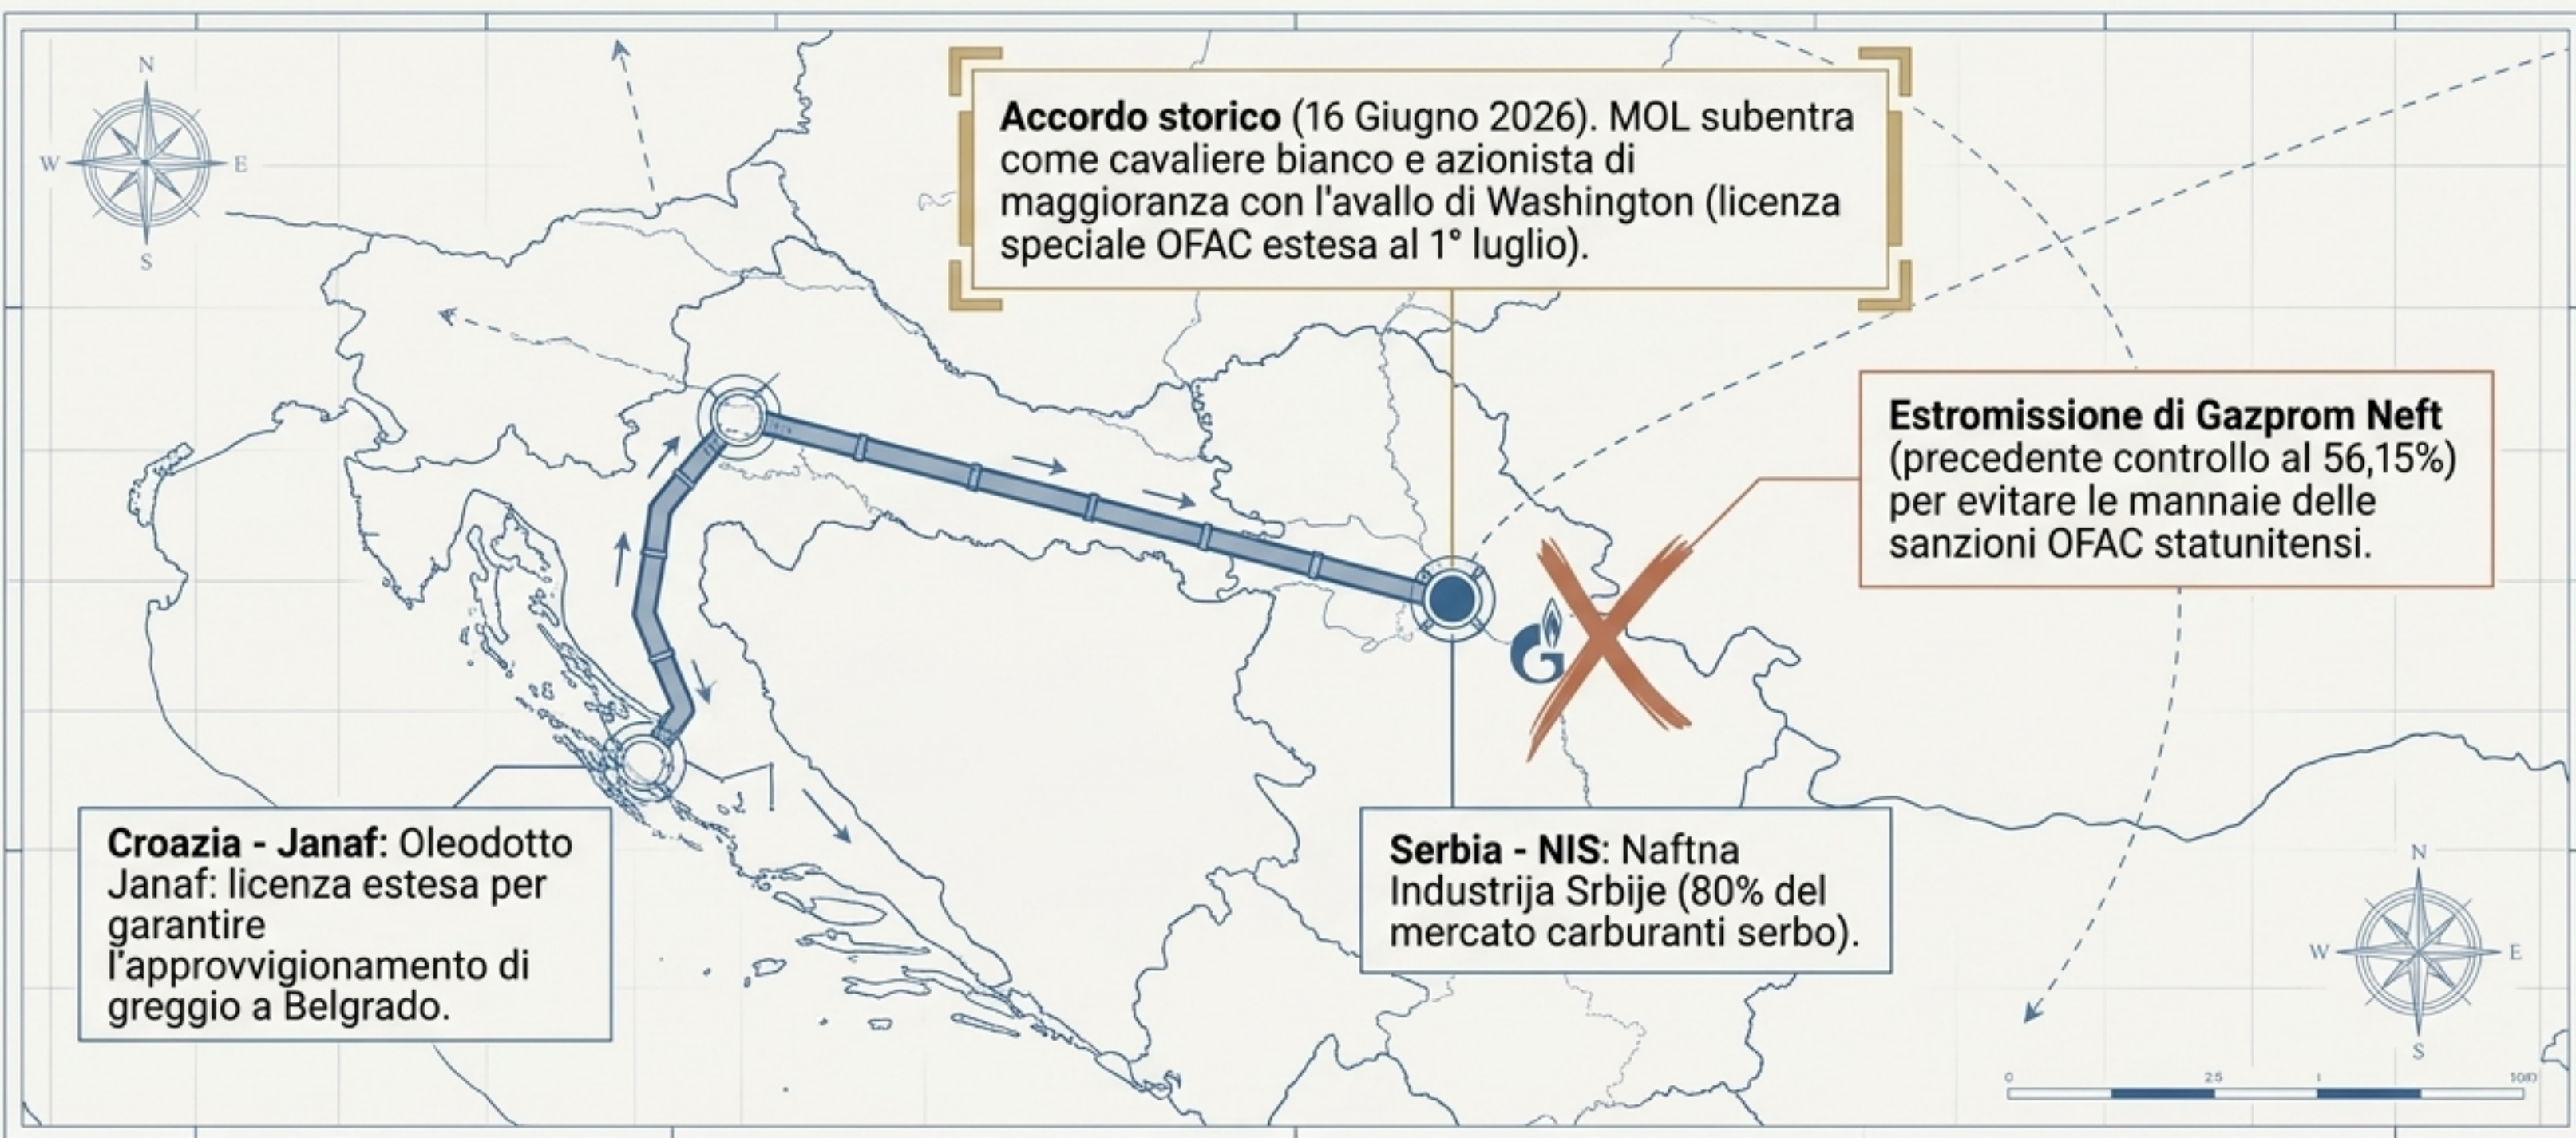 N
W
E
S
Accordo storico (16 Giugno 2026). MOL subentra
come cavaliere bianco e azionista di
maggioranza con l'avallo di Washington (licenza
speciale OFAC estesa al 1° luglio).
Estromissione di Gazprom Neft
(precedente controllo al 56,15%)
per evitare le mannaie delle
sanzioni OFAC statunitensi.
Croazia - Janaf: Oleodotto
Janaf: licenza estesa per
garantire
l'approvvigionamento di
greggio a Belgrado.
Serbia - NIS: Naftna
Industrija Srbije (80% del
mercato carburanti serbo).
N
W
E
S
0